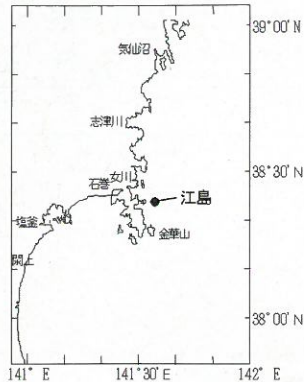 39° 00' N
気仙沼
志津川
38° 30' N
女川
石巻
江島
塩釜
金華山
閖上
38° 00' N
141° E
141° 30' E
142° E